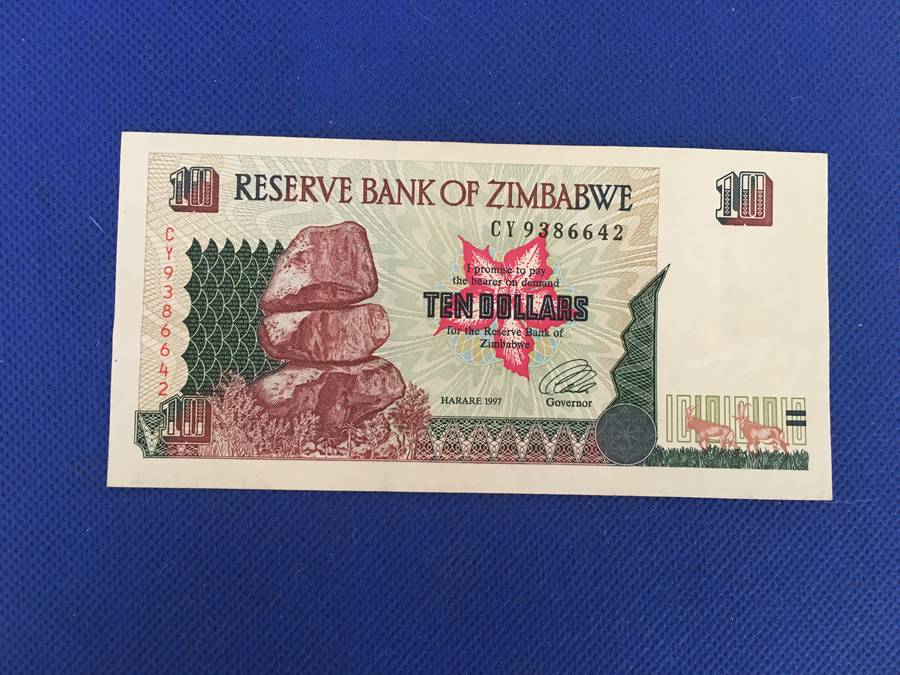 10 RESERVE BANK OF ZIMBABWE 10
CY9386642
CY9386642
I promise to pay
the bearer on demand
TEN DOLLARS
for the Reserve Bank of
Zimbabwe
HARARE 1997 Governor
10